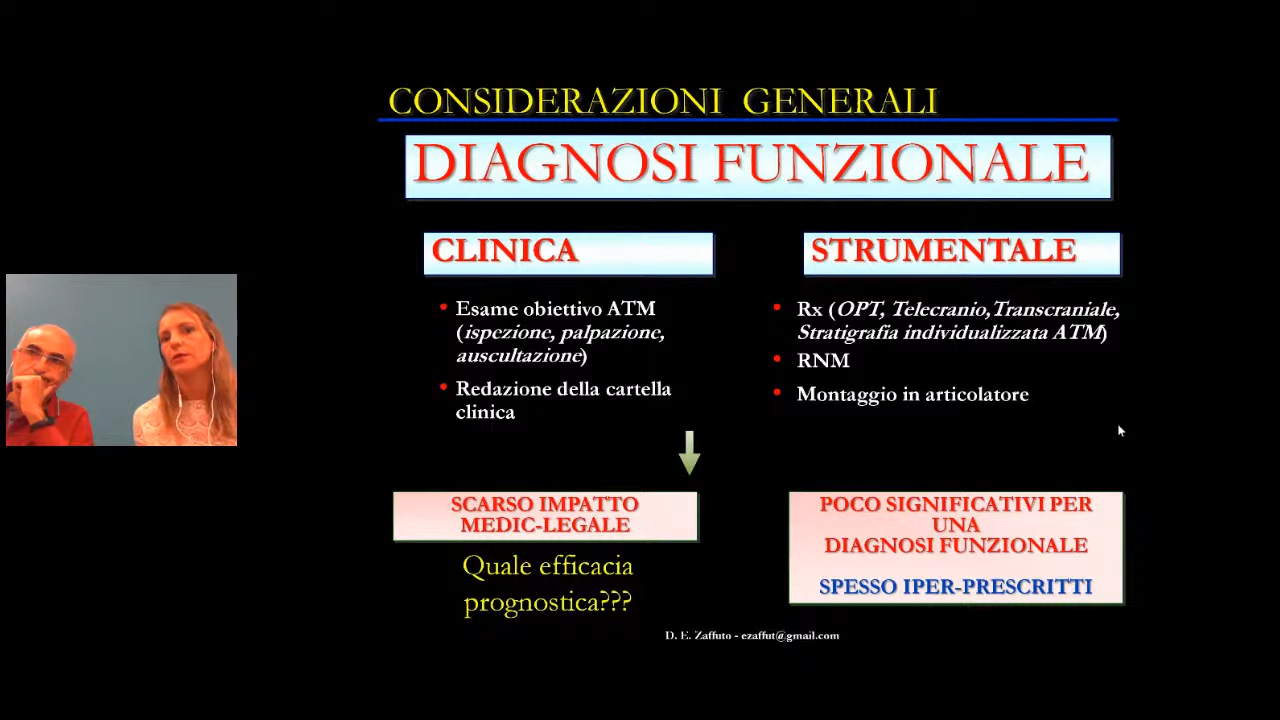 CONSIDERAZIONI GENERALI
DIAGNOSI FUNZIONALE
CLINICA
• Esame obiettivo ATM
(ispezione, palpazione,
auscultazione)
• Redazione della cartella
clinica
SCARSO IMPATTO
MEDIC-LEGALE
Quale efficacia
prognostica???
STRUMENTALE
• Rx (OPT, Telecranio,Transcraniale,
Stratigrafia individualizzata ATM)
• RNM
• Montaggio in articolatore
POCO SIGNIFICATIVI PER
UNA
DIAGNOSI FUNZIONALE
SPESSO IPER-PRESCRITTI
D. E. Zaffuto - ezaffut@gmail.com